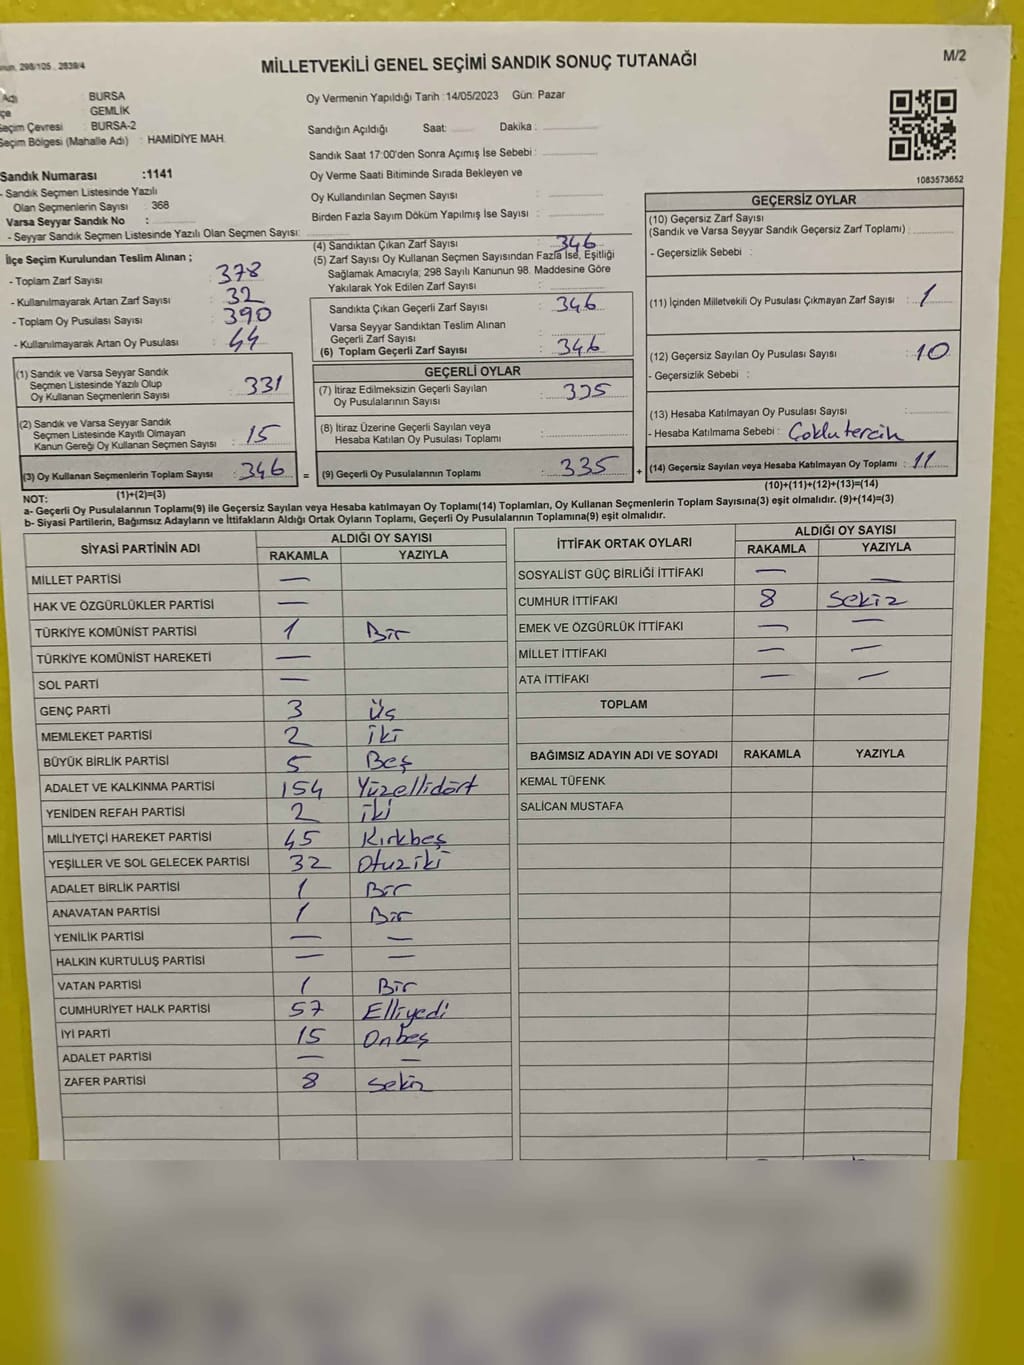 MİLLETVEKİLİ GENEL SEÇİMİ SANDIK SONUÇ TUTANAĞI
M/2
298/105 2839/4
Adı BURSA
GEMLİK
Seçim Çevresi : BURSA-2
Seçim Bölgesi (Mahalle Adı) : HAMİDİYE MAH.
Sandık Numarası :1141
- Sandık Seçmen Listesinde Yazılı
Olan Seçmenlerin Sayısı : 368
Varsa Seyyar Sandık No :
- Seyyar Sandık Seçmen Listesinde Yazılı Olan Seçmen Sayısı:
Oy Vermenin Yapıldığı Tarih :14/05/2023 Gün: Pazar
Sandığın Açıldığı Saat: Dakika :
Sandık Saat 17:00'den Sonra Açımış İse Sebebi :
Oy Verme Saati Bitiminde Sırada Bekleyen ve
Oy Kullandırılan Seçmen Sayısı :
Birden Fazla Sayım Döküm Yapılmış İse Sayısı :
1083573652
İlçe Seçim Kurulundan Teslim Alınan ;
- Toplam Zarf Sayısı : 378
- Kullanılmayarak Artan Zarf Sayısı : 32
- Toplam Oy Pusulası Sayısı : 390
- Kullanılmayarak Artan Oy Pusulası : 44
(1) Sandık ve Varsa Seyyar Sandık
Seçmen Listesinde Yazılı Olup
Oy Kullanan Seçmenlerin Sayısı : 331
(2) Sandık ve Varsa Seyyar Sandık
Seçmen Listesinde Kayıtlı Olmayan
Kanun Gereği Oy Kullanan Seçmen Sayısı : 15
(3) Oy Kullanan Seçmenlerin Toplam Sayısı : 346
(1)+(2)=(3)
(4) Sandıktan Çıkan Zarf Sayısı : 346
(5) Zarf Sayısı Oy Kullanan Seçmen Sayısından Fazla İse, Eşitliği
Sağlamak Amacıyla; 298 Sayılı Kanunun 98. Maddesine Göre
Yakılarak Yok Edilen Zarf Sayısı :
Sandıkta Çıkan Geçerli Zarf Sayısı : 346
Varsa Seyyar Sandıktan Teslim Alınan
Geçerli Zarf Sayısı :
(6) Toplam Geçerli Zarf Sayısı : 346
GEÇERLİ OYLAR
(7) İtiraz Edilmeksizin Geçerli Sayılan
Oy Pusulalarının Sayısı : 335
(8) İtiraz Üzerine Geçerli Sayılan veya
Hesaba Katılan Oy Pusulası Toplamı :
= (9) Geçerli Oy Pusulalarının Toplamı : 335 +
GEÇERSİZ OYLAR
(10) Geçersiz Zarf Sayısı
(Sandık ve Varsa Seyyar Sandık Geçersiz Zarf Toplamı) :
- Geçersizlik Sebebi :
(11) İçinden Milletvekili Oy Pusulası Çıkmayan Zarf Sayısı : 1
(12) Geçersiz Sayılan Oy Pusulası Sayısı : 10
- Geçersizlik Sebebi :
(13) Hesaba Katılmayan Oy Pusulası Sayısı :
- Hesaba Katılmama Sebebi : Çoklu tercih
(14) Geçersiz Sayılan veya Hesaba Katılmayan Oy Toplamı : 11
(10)+(11)+(12)+(13)=(14)
NOT:
a- Geçerli Oy Pusulalarının Toplamı(9) ile Geçersiz Sayılan veya Hesaba katılmayan Oy Toplamı(14) Toplamları, Oy Kullanan Seçmenlerin Toplam Sayısına(3) eşit olmalıdır. (9)+(14)=(3)
b- Siyasi Partilerin, Bağımsız Adayların ve İttifakların Aldığı Ortak Oyların Toplamı, Geçerli Oy Pusulalarının Toplamına(9) eşit olmalıdır.
SİYASİ PARTİNİN ADI ALDIĞI OY SAYISI
RAKAMLA YAZIYLA
MİLLET PARTİSİ —
HAK VE ÖZGÜRLÜKLER PARTİSİ —
TÜRKİYE KOMÜNİST PARTİSİ 1 Bir
TÜRKİYE KOMÜNİST HAREKETİ —
SOL PARTİ —
GENÇ PARTİ 3 Üç
MEMLEKET PARTİSİ 2 İki
BÜYÜK BİRLİK PARTİSİ 5 Beş
ADALET VE KALKINMA PARTİSİ 154 Yüzellidört
YENİDEN REFAH PARTİSİ 2 İki
MİLLİYETÇİ HAREKET PARTİSİ 45 Kırkbeş
YEŞİLLER VE SOL GELECEK PARTİSİ 32 Otuziki
ADALET BİRLİK PARTİSİ 1 Bir
ANAVATAN PARTİSİ 1 Bir
YENİLİK PARTİSİ — —
HALKIN KURTULUŞ PARTİSİ — —
VATAN PARTİSİ 1 Bir
CUMHURİYET HALK PARTİSİ 57 Elliyedi
İYİ PARTİ 15 Onbeş
ADALET PARTİSİ — —
ZAFER PARTİSİ 8 Sekiz
İTTİFAK ORTAK OYLARI ALDIĞI OY SAYISI
RAKAMLA YAZIYLA
SOSYALİST GÜÇ BİRLİĞİ İTTİFAKI — —
CUMHUR İTTİFAKI 8 Sekiz
EMEK VE ÖZGÜRLÜK İTTİFAKI — —
MİLLET İTTİFAKI — —
ATA İTTİFAKI — —
TOPLAM
BAĞIMSIZ ADAYIN ADI VE SOYADI RAKAMLA YAZIYLA
KEMAL TÜFENK
SALİCAN MUSTAFA